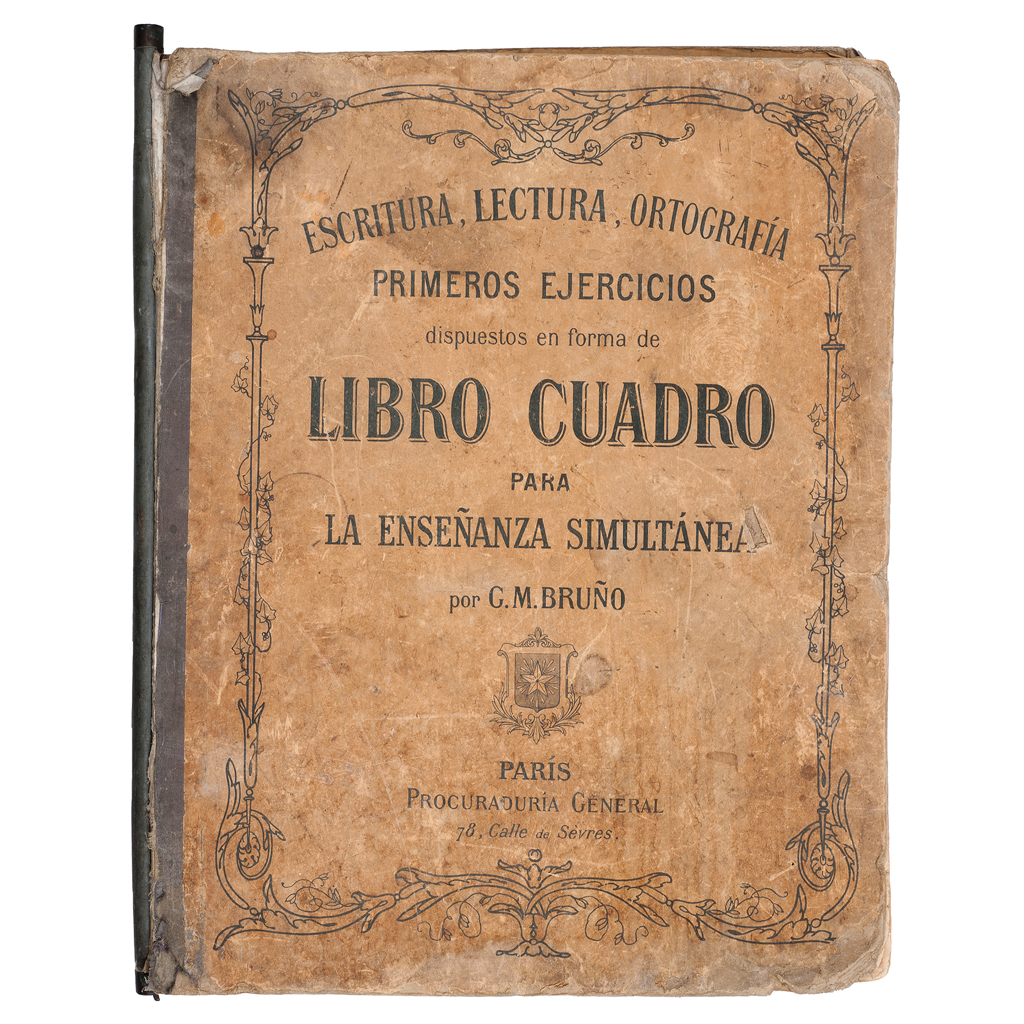 ESCRITURA, LECTURA, ORTOGRAFÍA
PRIMEROS EJERCICIOS
dispuestos en forma de
LIBRO CUADRO
PARA
LA ENSEÑANZA SIMULTÁNEA
por G. M. BRUÑO
PARÍS
PROCURADURÍA GENERAL
78, Calle de Sèvres.